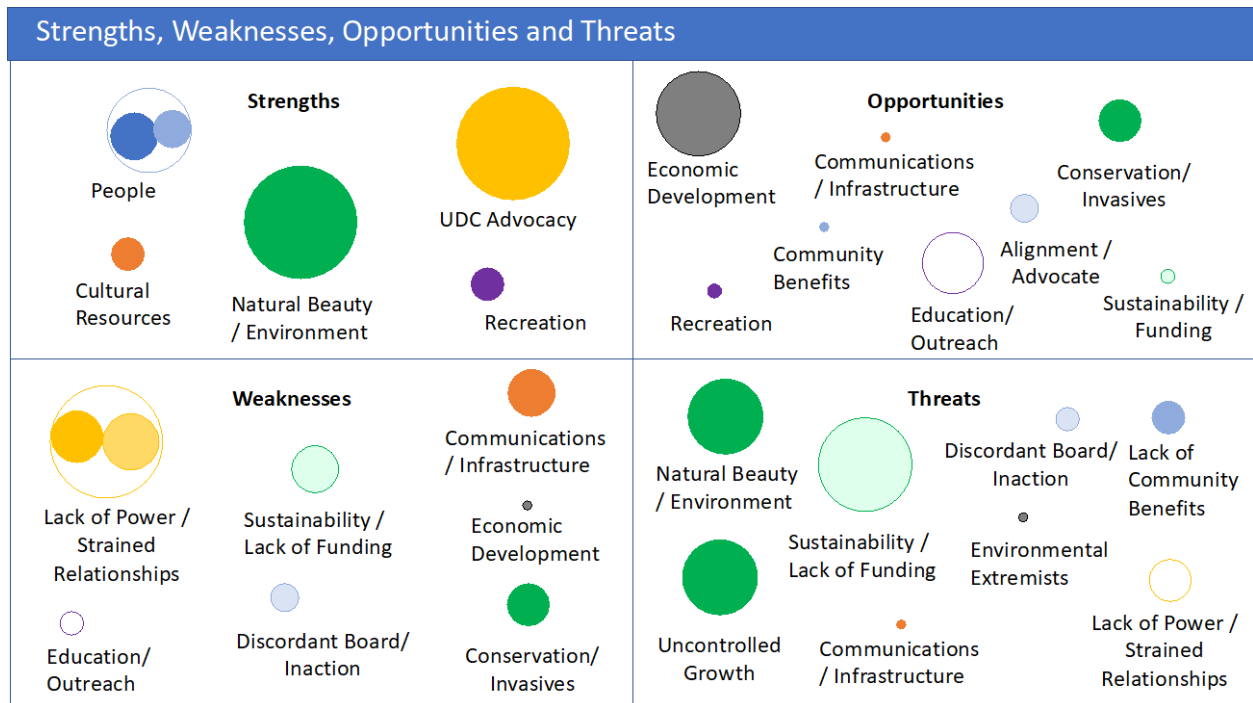 Strengths, Weaknesses, Opportunities and Threats
Strengths
People
UDC Advocacy
Cultural
Resources
Natural Beauty
/ Environment
Recreation
Opportunities
Economic
Development
Communications
/ Infrastructure
Conservation/
Invasives
Community
Benefits
Alignment /
Advocate
Recreation
Education/
Outreach
Sustainability /
Funding
Weaknesses
Communications
/ Infrastructure
Lack of Power /
Strained
Relationships
Sustainability /
Lack of Funding
Economic
Development
Education/
Outreach
Discordant Board/
Inaction
Conservation/
Invasives
Threats
Natural Beauty
/ Environment
Discordant Board/
Inaction
Lack of
Community
Benefits
Sustainability /
Lack of Funding
Environmental
Extremists
Uncontrolled
Growth
Communications
/ Infrastructure
Lack of Power /
Strained
Relationships